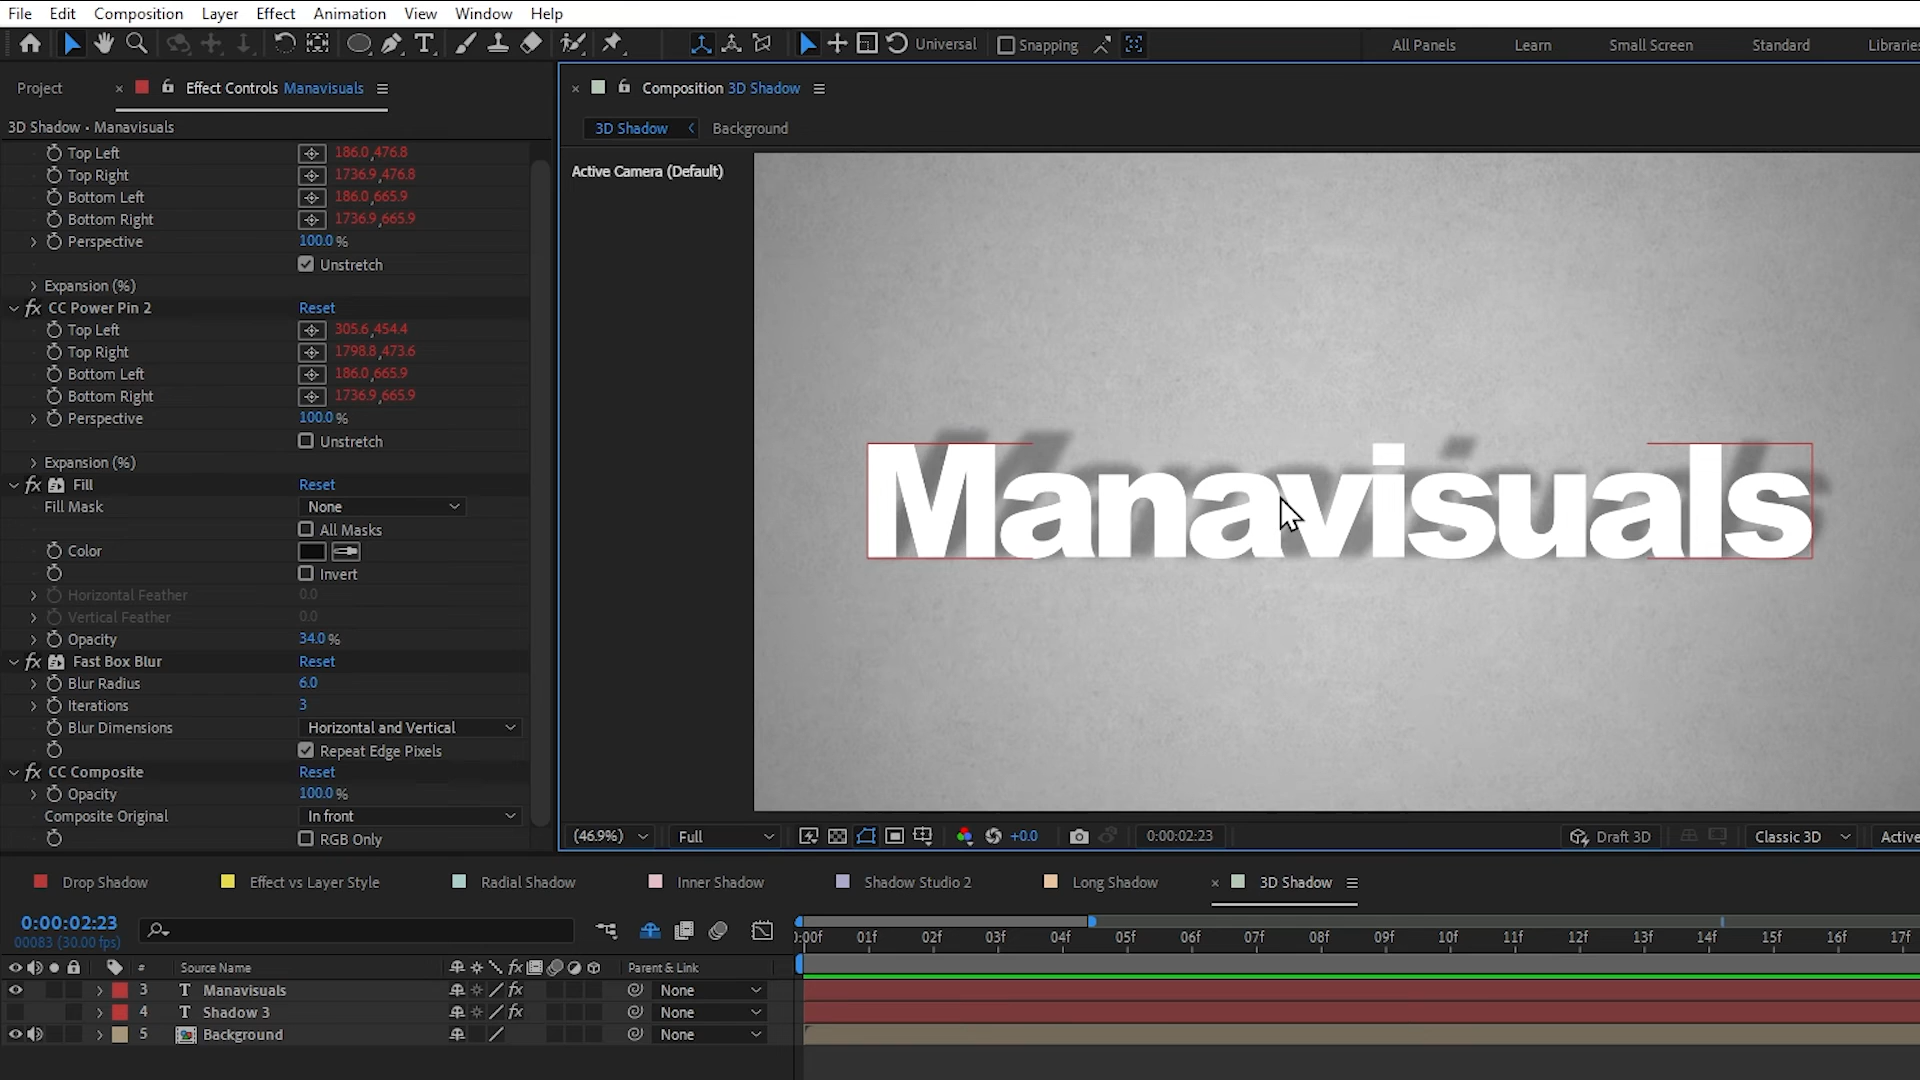 File Edit Composition Layer Effect Animation View Window Help
Universal Snapping All Panels Learn Small Screen Standard Libraries
Project × Effect Controls Manavisuals
3D Shadow • Manavisuals
Top Left 186.0,476.8
Top Right 1736.9,476.8
Bottom Left 186.0,665.9
Bottom Right 1736.9,665.9
Perspective 100.0 %
Unstretch
Expansion (%)
fx CC Power Pin 2 Reset
Top Left 305.6,454.4
Top Right 1798.8,473.6
Bottom Left 186.0,665.9
Bottom Right 1736.9,665.9
Perspective 100.0 %
Unstretch
Expansion (%)
fx Fill Reset
Fill Mask None
All Masks
Color
Invert
Horizontal Feather 0.0
Vertical Feather 0.0
Opacity 34.0 %
fx Fast Box Blur Reset
Blur Radius 6.0
Iterations 3
Blur Dimensions Horizontal and Vertical
Repeat Edge Pixels
fx CC Composite Reset
Opacity 100.0 %
Composite Original In front
RGB Only
× Composition 3D Shadow
3D Shadow Background
Active Camera (Default)
Manavisuals
(46.9%) Full +0.0 0:00:02:23 Draft 3D Classic 3D Active
Drop Shadow Effect vs Layer Style Radial Shadow Inner Shadow Shadow Studio 2 Long Shadow × 3D Shadow
0:00:02:23
00083 (30.00 fps)
):00f 01f 02f 03f 04f 05f 06f 07f 08f 09f 10f 11f 12f 13f 14f 15f 16f 17f
# Source Name fx Parent & Link
3 T Manavisuals fx None
4 T Shadow 3 fx None
5 Background None